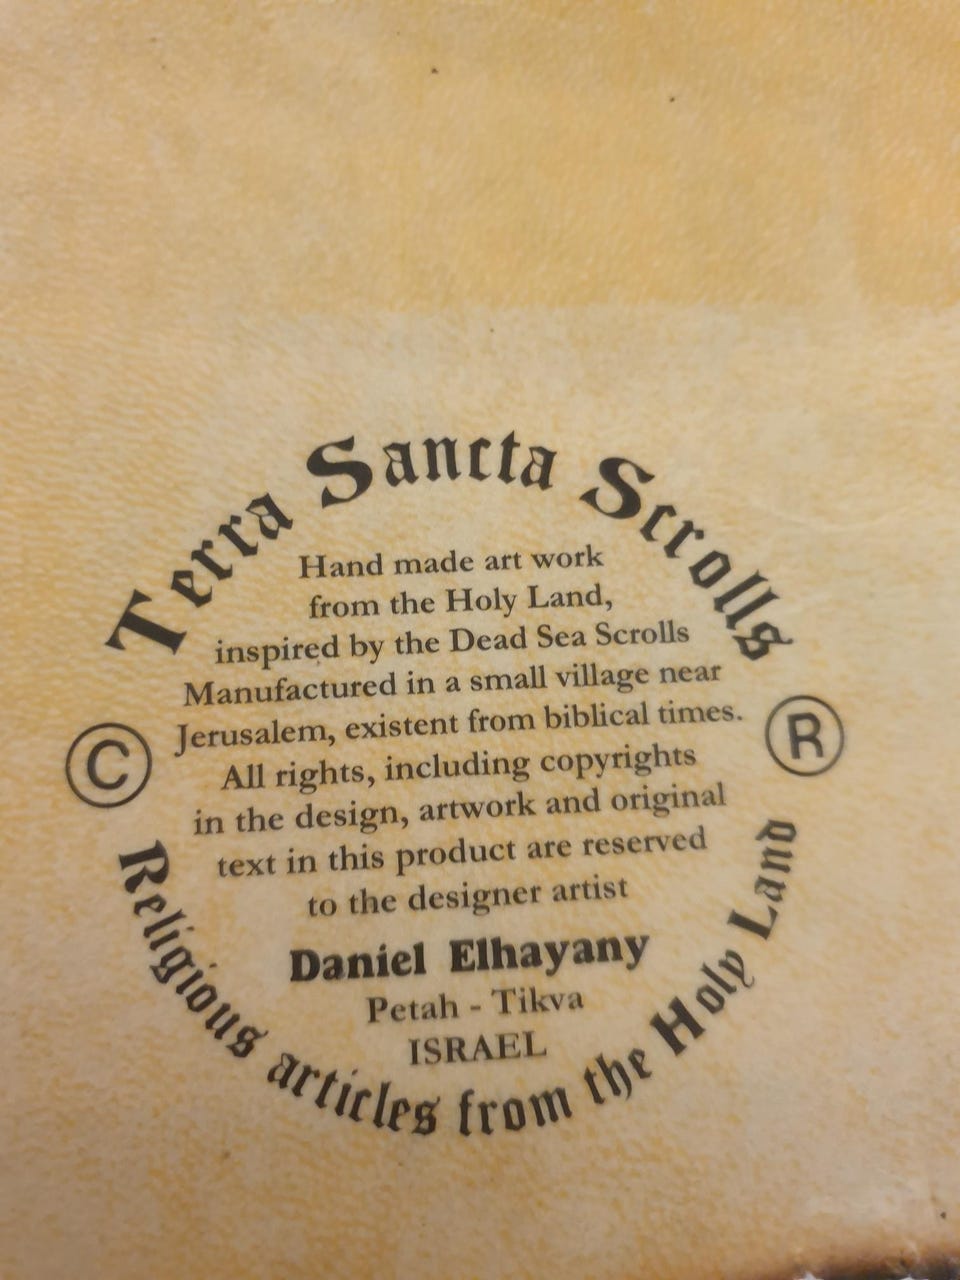 Terra Sancta Scrolls
Hand made art work
from the Holy Land,
inspired by the Dead Sea Scrolls
Manufactured in a small village near
Jerusalem, existent from biblical times.
© ®
All rights, including copyrights
in the design, artwork and original
text in this product are reserved
to the designer artist
Daniel Elhayany
Petah - Tikva
ISRAEL
Religious articles from the Holy Land